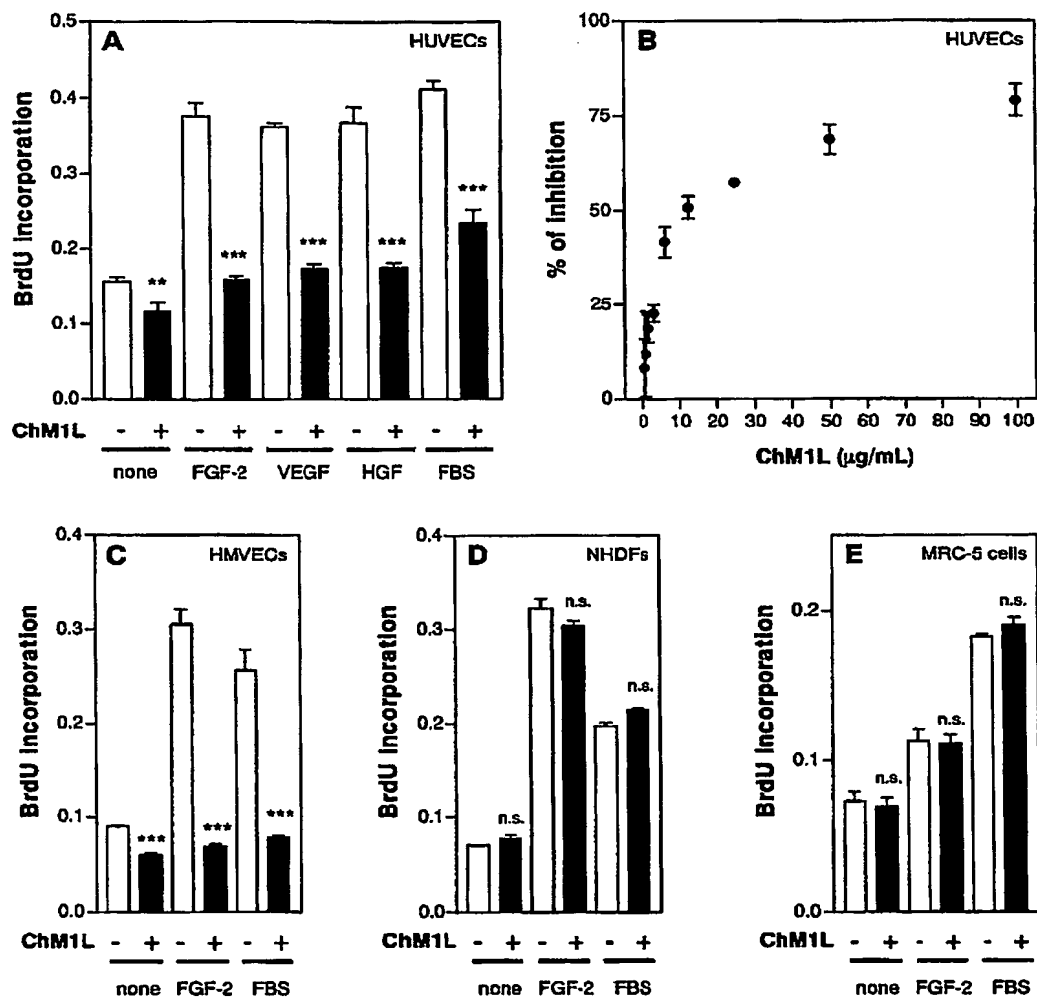 A
HUVECs
0.5
0.4
0.3
0.2
0.1
0.0
BrdU incorporation
**
***
***
***
***
ChM1L - + - + - + - + - +
none FGF-2 VEGF HGF FBS
B
HUVECs
100
75
50
25
0
% of inhibition
0 10 20 30 40 50 60 70 80 90 100
ChM1L (μg/mL)
C
HMVECs
0.4
0.3
0.2
0.1
0.0
BrdU incorporation
***
***
***
ChM1L - + - + - +
none FGF-2 FBS
D
NHDFs
0.4
0.3
0.2
0.1
0.0
BrdU incorporation
n.s.
n.s.
n.s.
- + - + - +
none FGF-2 FBS
E
MRC-5 cells
0.2
0.1
0.0
BrdU incorporation
n.s.
n.s.
n.s.
ChM1L - + - + - +
none FGF-2 FBS